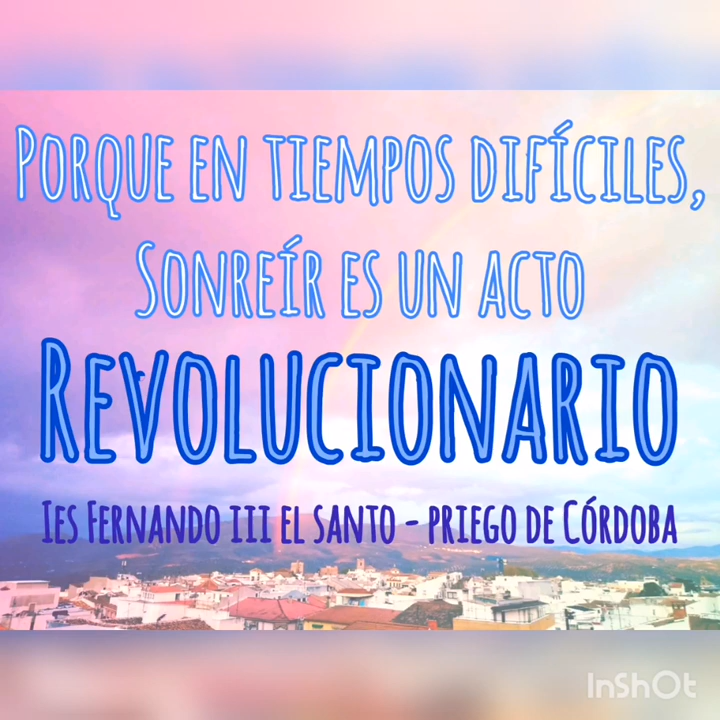 Porque en tiempos difíciles,
Sonreír es un acto
Revolucionario
Ies Fernando iii el santo - priego de Córdoba
InShOt